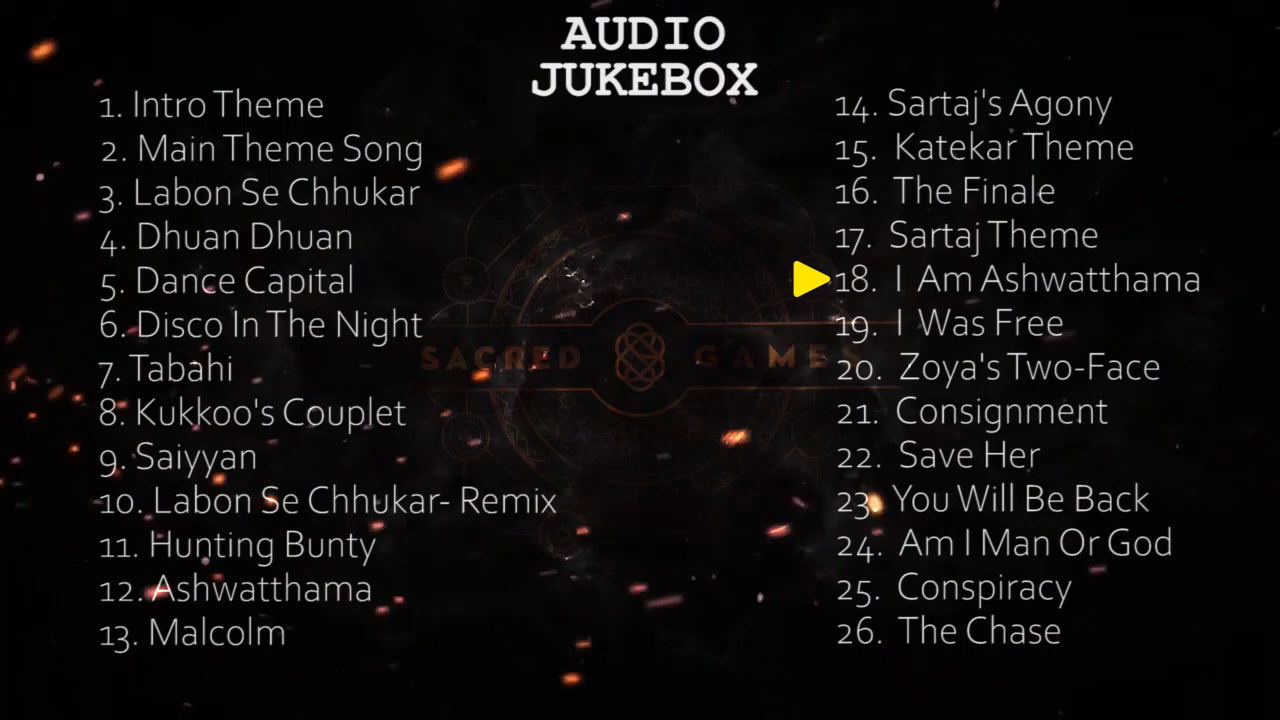 AUDIO
JUKEBOX
1. Intro Theme
2. Main Theme Song
3. Labon Se Chhukar
4. Dhuan Dhuan
5. Dance Capital
6. Disco In The Night
7. Tabahi
8. Kukkoo's Couplet
9. Saiyyan
10. Labon Se Chhukar- Remix
11. Hunting Bunty
12. Ashwatthama
13. Malcolm
14. Sartaj's Agony
15. Katekar Theme
16. The Finale
17. Sartaj Theme
18. I Am Ashwatthama
19. I Was Free
20. Zoya's Two-Face
21. Consignment
22. Save Her
23. You Will Be Back
24. Am I Man Or God
25. Conspiracy
26. The Chase
SACRED GAMES